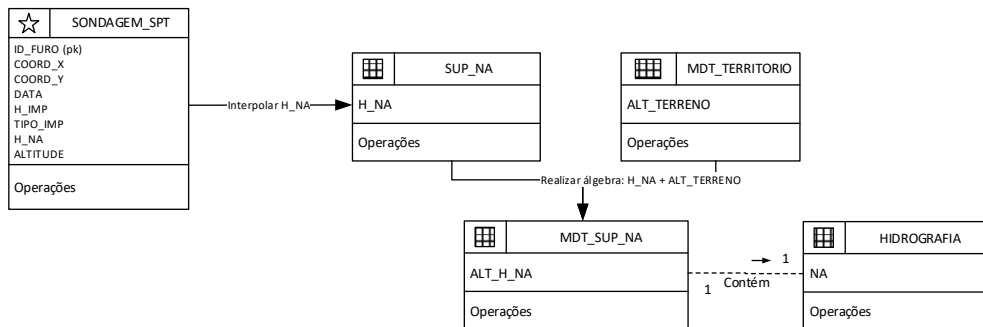 SONDAGEM_SPT
ID_FURO (pk)
COORD_X
COORD_Y
DATA
H_IMP
TIPO_IMP
H_NA
ALTITUDE
Operações
Interpolar H_NA
SUP_NA
H_NA
Operações
MDT_TERRITORIO
ALT_TERRENO
Operações
Realizar álgebra: H_NA + ALT_TERRENO
MDT_SUP_NA
ALT_H_NA
Operações
1
Contém
1
HIDROGRAFIA
NA
Operações